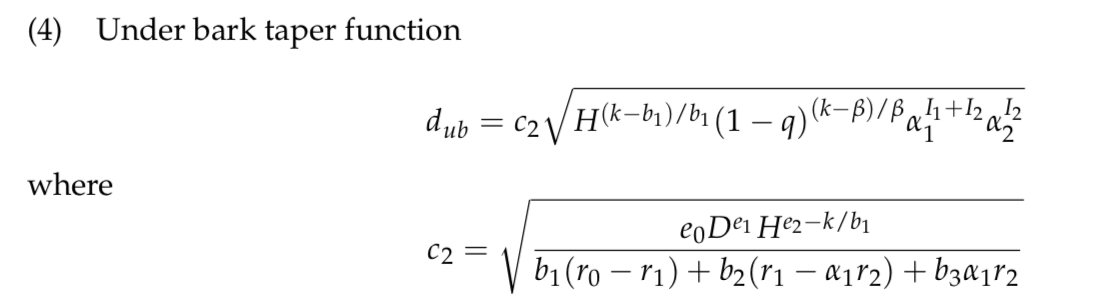 (4) Under bark taper function
d_{ub} = c_2 \sqrt{H^{(k-b_1)/b_1} (1-q)^{(k-\beta)/\beta} \alpha_1^{I_1+I_2} \alpha_2^{I_2}}
where
c_2 = \sqrt{\frac{e_0 D^{e_1} H^{e_2-k/b_1}}{b_1(r_0-r_1) + b_2(r_1-\alpha_1 r_2) + b_3 \alpha_1 r_2}}